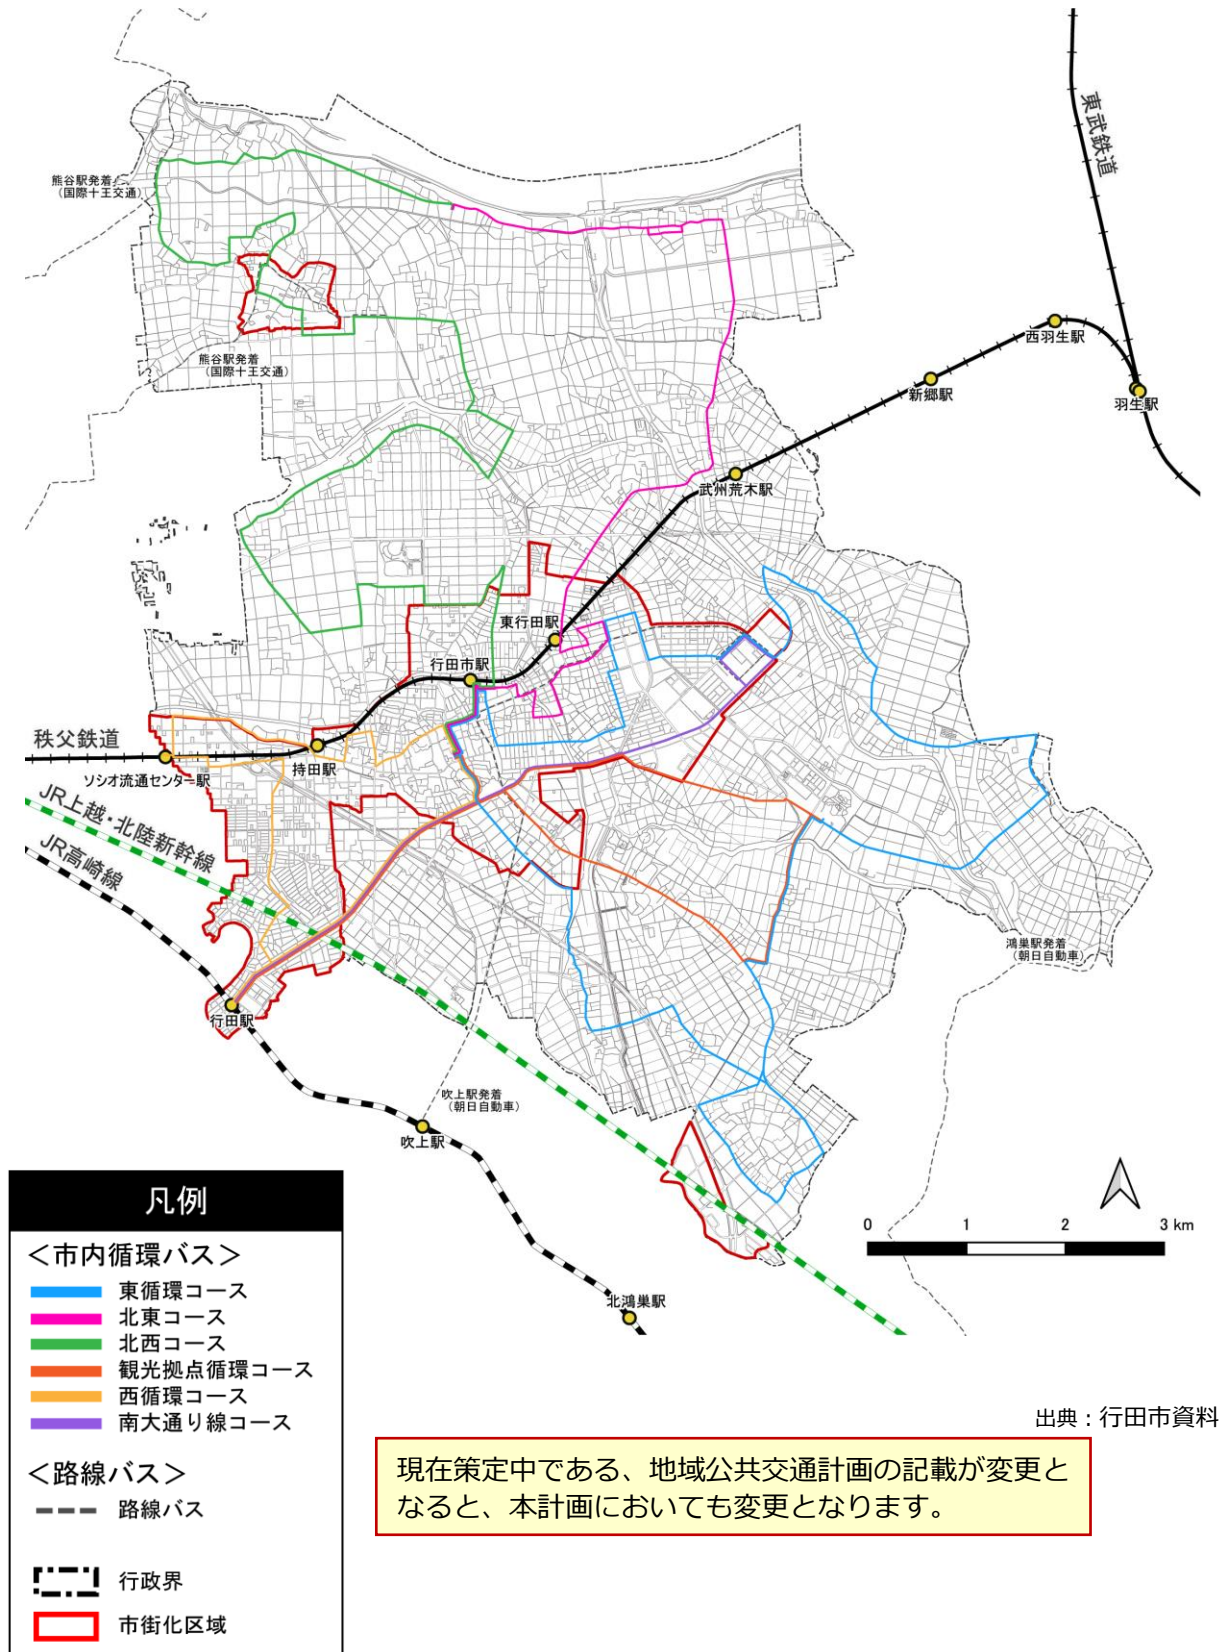 東武鉄道
熊谷駅発着
（国際十王交通）
熊谷駅発着
（国際十王交通）
西羽生駅
新郷駅
羽生駅
武州荒木駅
東行田駅
行田市駅
秩父鉄道
持田駅
ソシオ流通センター駅
JR上越・北陸新幹線
JR高崎線
鴻巣駅発着
（朝日自動車）
行田駅
吹上駅発着
（朝日自動車）
吹上駅
北鴻巣駅
0 1 2 3 km
凡例
＜市内循環バス＞
東循環コース
北東コース
北西コース
観光拠点循環コース
西循環コース
南大通り線コース
＜路線バス＞
路線バス
行政界
市街化区域
出典：行田市資料
現在策定中である、地域公共交通計画の記載が変更と
なると、本計画においても変更となります。